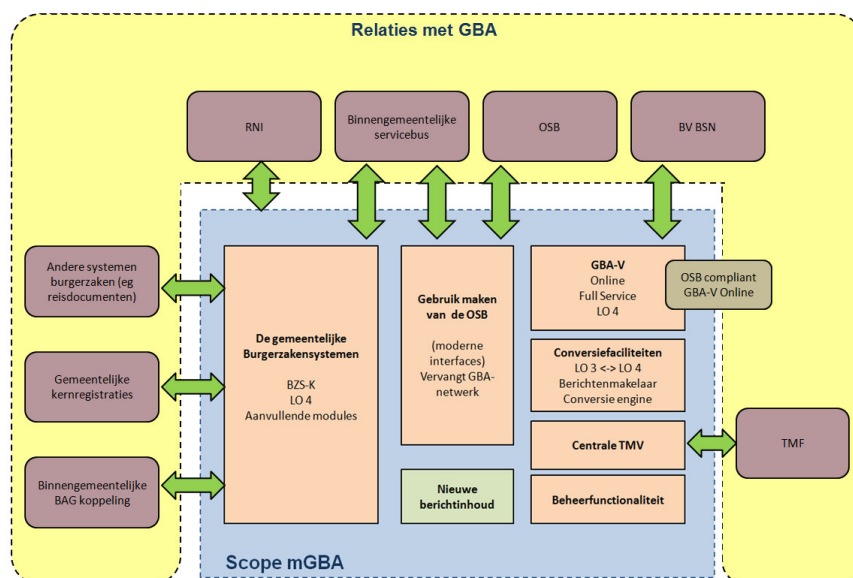 Relaties met GBA
RNI
Binnengemeentelijke
servicebus
OSB
BV BSN
Andere systemen
burgerzaken (eg
reisdocumenten)
Gemeentelijke
kernregistraties
Binnengemeentelijke
BAG koppeling
De gemeentelijke
Burgerzakensystemen
BZS-K
LO 4
Aanvullende modules
Gebruik maken
van de OSB
(moderne
interfaces)
Vervangt GBA-
netwerk
Nieuwe
berichtinhoud
GBA-V
Online
Full Service
LO 4
OSB compliant
GBA-V Online
Conversiefaciliteiten
LO 3 <-> LO 4
Berichtenmakelaar
Conversie engine
Centrale TMV
TMF
Beheerfunctionaliteit
Scope mGBA